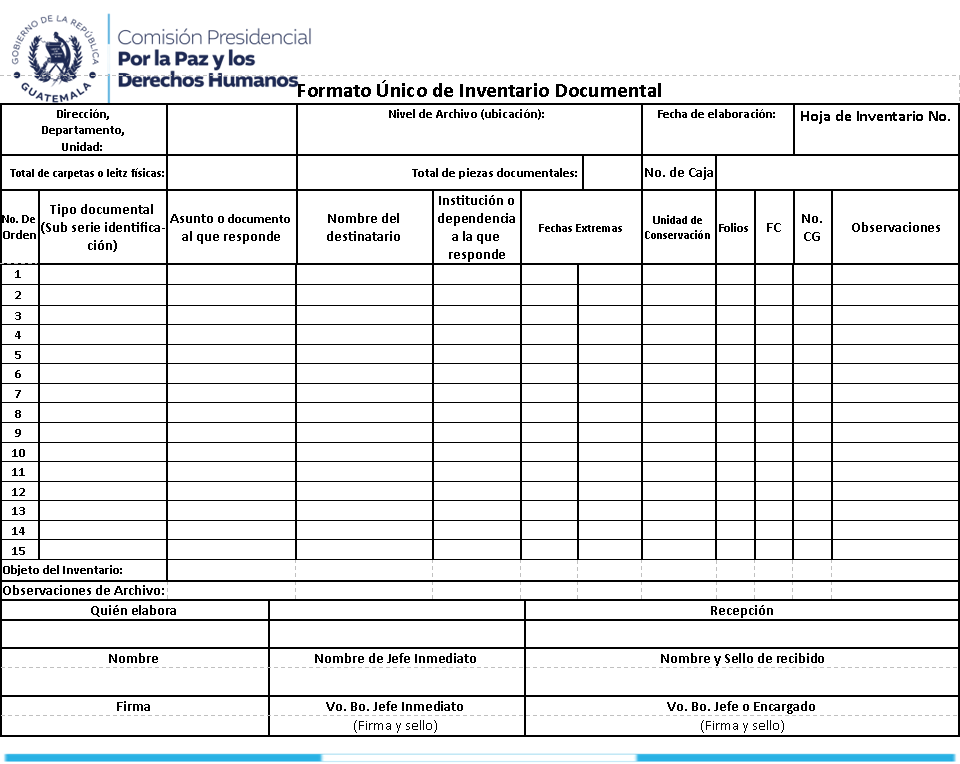 GOBIERNO DE LA REPÚBLICA
GUATEMALA
Comisión Presidencial
Por la Paz y los
Derechos Humanos
Formato Único de Inventario Documental
Dirección,
Departamento,
Unidad:
Nivel de Archivo (ubicación):
Fecha de elaboración:
Hoja de Inventario No.
Total de carpetas o leitz físicas:
Total de piezas documentales:
No. de Caja
No. De
Orden
Tipo documental
(Sub serie identifica-
ción)
Asunto o documento
al que responde
Nombre del
destinatario
Institución o
dependencia
a la que
responde
Fechas Extremas
Unidad de
Conservación
Folios
FC
No.
CG
Observaciones
1
2
3
4
5
6
7
8
9
10
11
12
13
14
15
Objeto del Inventario:
Observaciones de Archivo:
Quién elabora
Recepción
Nombre
Nombre de Jefe Inmediato
Nombre y Sello de recibido
Firma
Vo. Bo. Jefe Inmediato
Vo. Bo. Jefe o Encargado
(Firma y sello)
(Firma y sello)